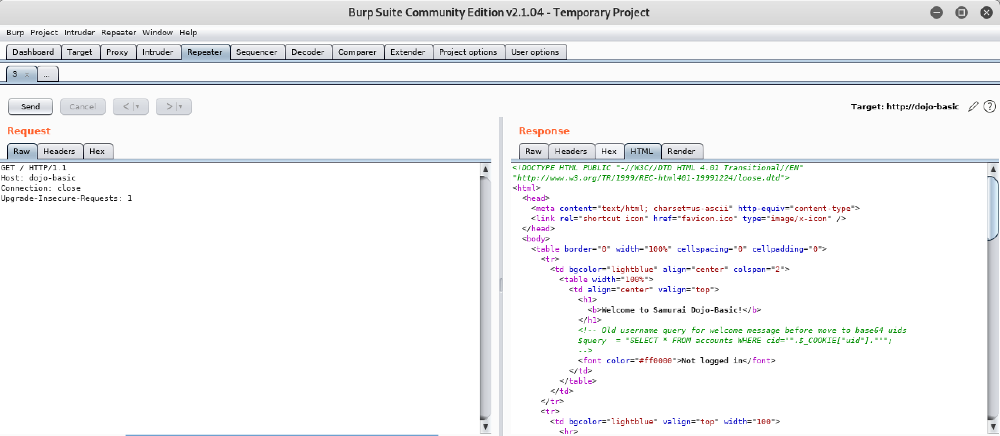 Burp Suite Community Edition v2.1.04 - Temporary Project
Burp Project Intruder Repeater Window Help
Dashboard Target Proxy Intruder Repeater Sequencer Decoder Comparer Extender Project options User options
3 × ...
Send Cancel < | ▼ > | ▼ Target: http://dojo-basic ?
Request
Raw Headers Hex
GET / HTTP/1.1
Host: dojo-basic
Connection: close
Upgrade-Insecure-Requests: 1
Response
Raw Headers Hex HTML Render
<!DOCTYPE HTML PUBLIC "-//W3C//DTD HTML 4.01 Transitional//EN"
"http://www.w3.org/TR/1999/REC-html401-19991224/loose.dtd">
<html>
<head>
<meta content="text/html; charset=us-ascii" http-equiv="content-type">
<link rel="shortcut icon" href="favicon.ico" type="image/x-icon" />
</head>
<body>
<table border="0" width="100%" cellspacing="0" cellpadding="0">
<tr>
<td bgcolor="lightblue" align="center" colspan="2">
<table width="100%">
<td align="center" valign="top">
<h1>
<b>Welcome to Samurai Dojo-Basic!</b>
</h1>
<!-- Old username query for welcome message before move to base64 uids
$query  = "SELECT * FROM accounts WHERE cid='".$_COOKIE["uid"]."'";
-->
<font color="#ff0000">Not logged in</font>
</td>
</table>
</td>
</tr>
<tr>
<td bgcolor="lightblue" valign="top" width="100">
<hr>